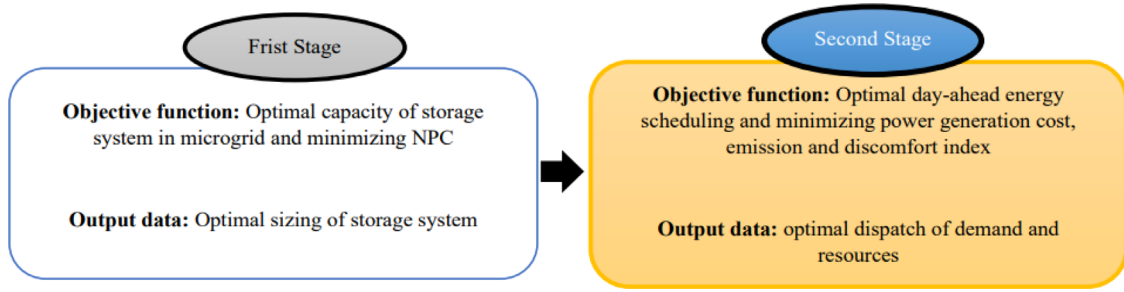 Frist Stage
Objective function: Optimal capacity of storage
system in microgrid and minimizing NPC
Output data: Optimal sizing of storage system
Second Stage
Objective function: Optimal day-ahead energy
scheduling and minimizing power generation cost,
emission and discomfort index
Output data: optimal dispatch of demand and
resources